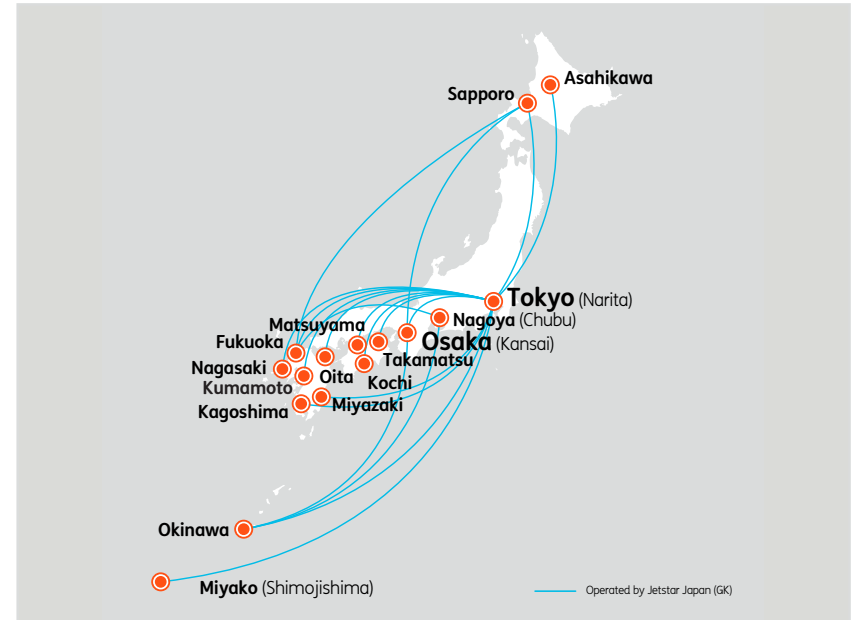 Asahikawa
Sapporo
Tokyo (Narita)
Nagoya (Chubu)
Matsuyama
Osaka (Kansai)
Fukuoka
Takamatsu
Nagasaki
Oita
Kochi
Kumamoto
Miyazaki
Kagoshima
Okinawa
Miyako (Shimojishima)
Operated by Jetstar Japan (GK)